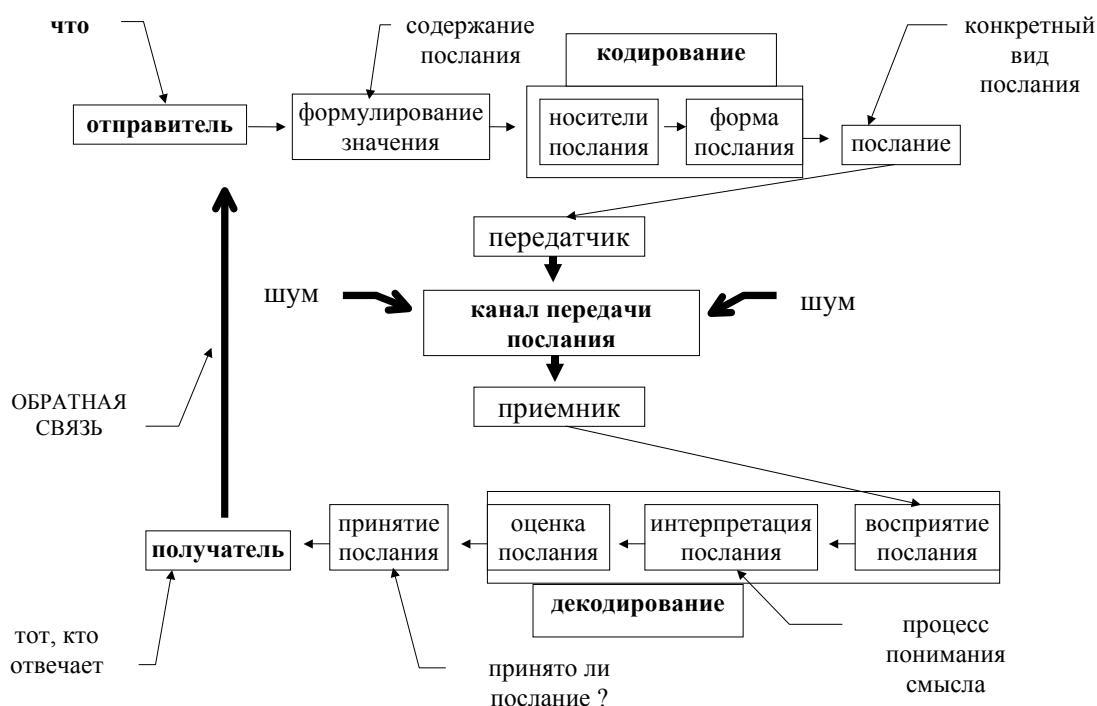 что
содержание
послания
кодирование
конкретный
вид
послания
отправитель
формулирование
значения
носители
послания
форма
послания
послание
передатчик
шум
канал передачи
послания
шум
приемник
ОБРАТНАЯ
СВЯЗЬ
получатель
принятие
послания
оценка
послания
интерпретация
послания
восприятие
послания
декодирование
тот, кто
отвечает
принято ли
послание ?
процесс
понимания
смысла